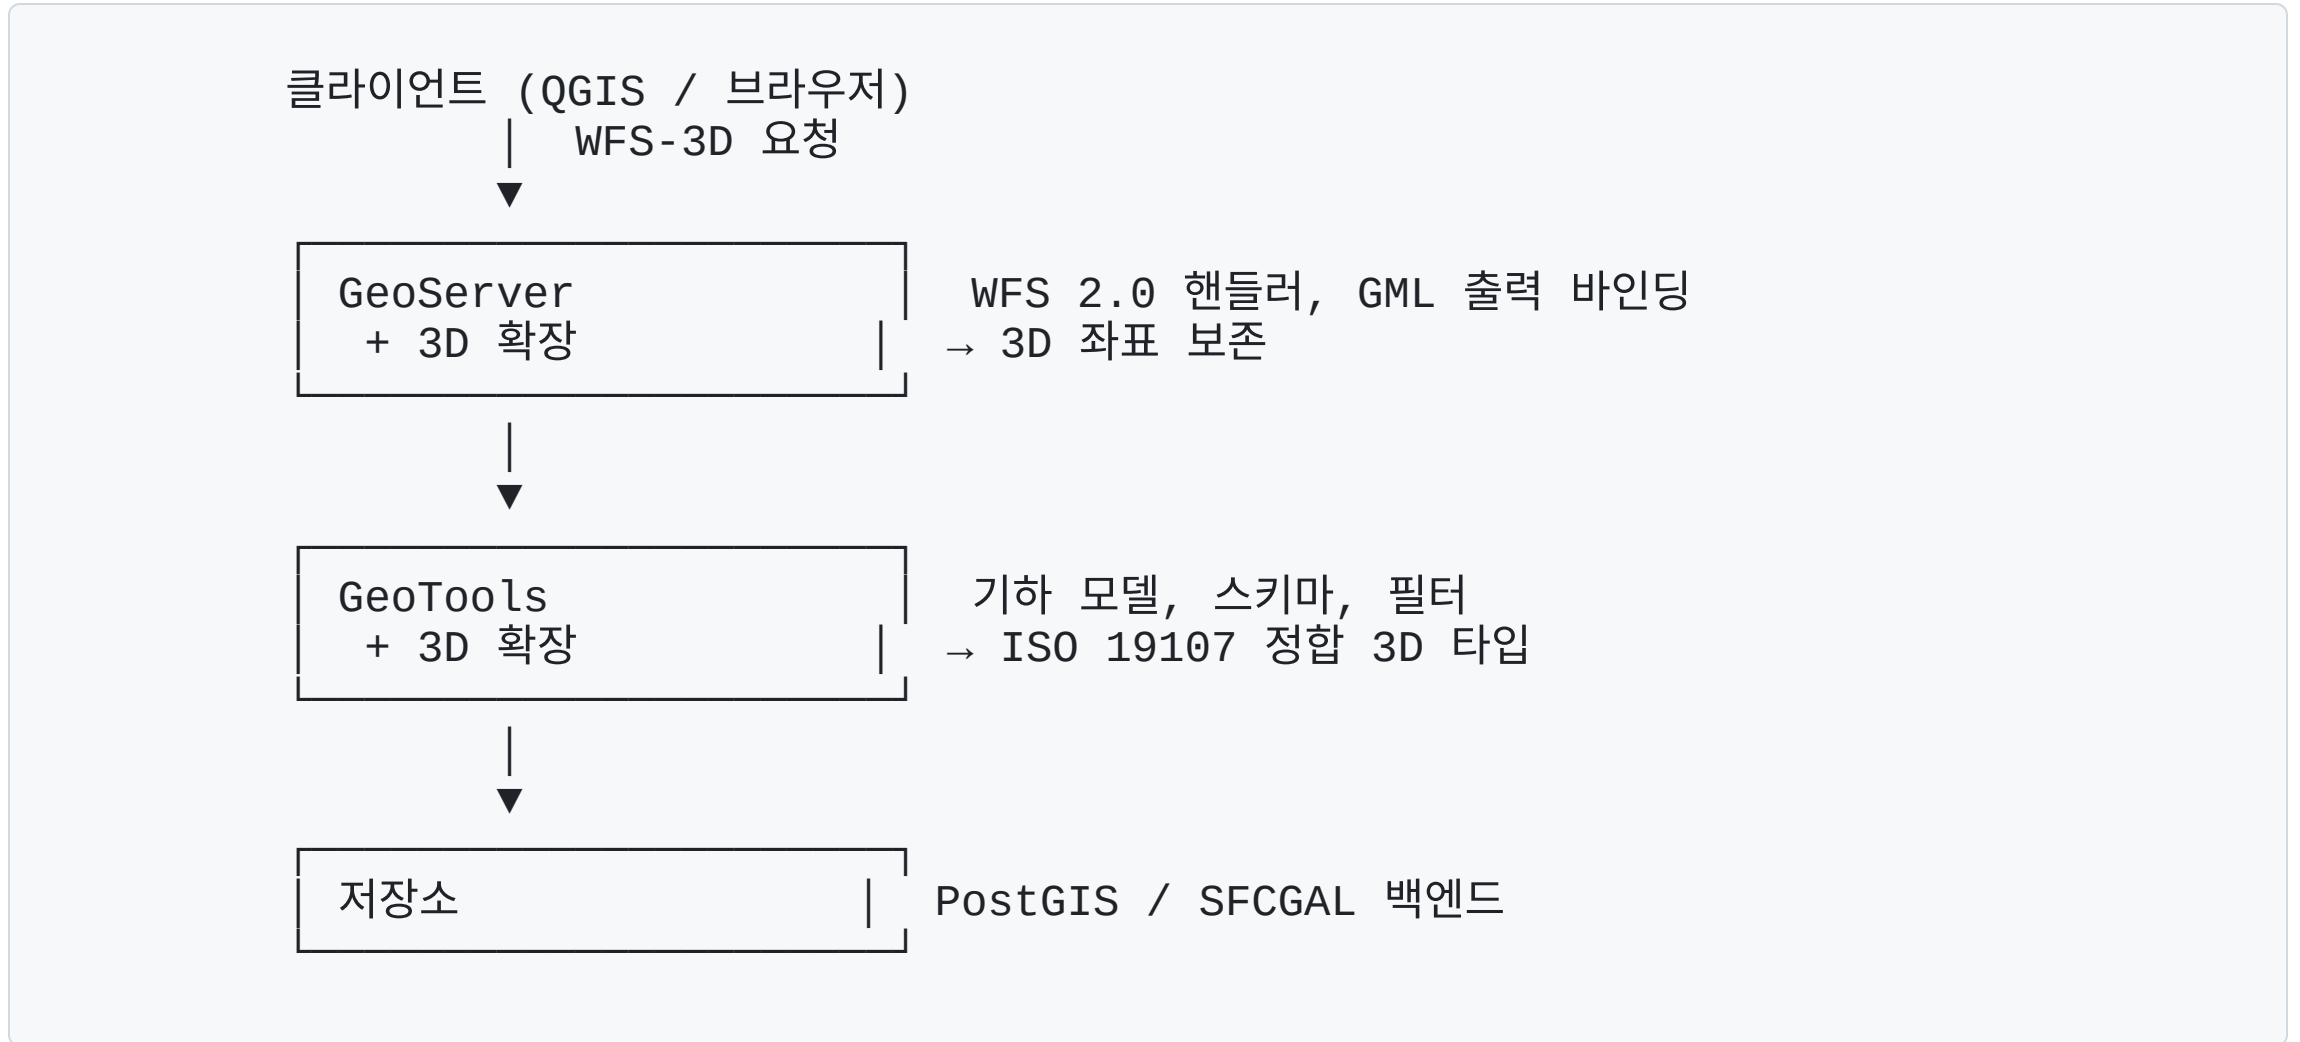 클라이언트 (QGIS / 브라우저)
WFS-3D 요청
GeoServer WFS 2.0 핸들러, GML 출력 바인딩
+ 3D 확장 → 3D 좌표 보존
GeoTools 기하 모델, 스키마, 필터
+ 3D 확장 → ISO 19107 정합 3D 타입
저장소 PostGIS / SFCGAL 백엔드